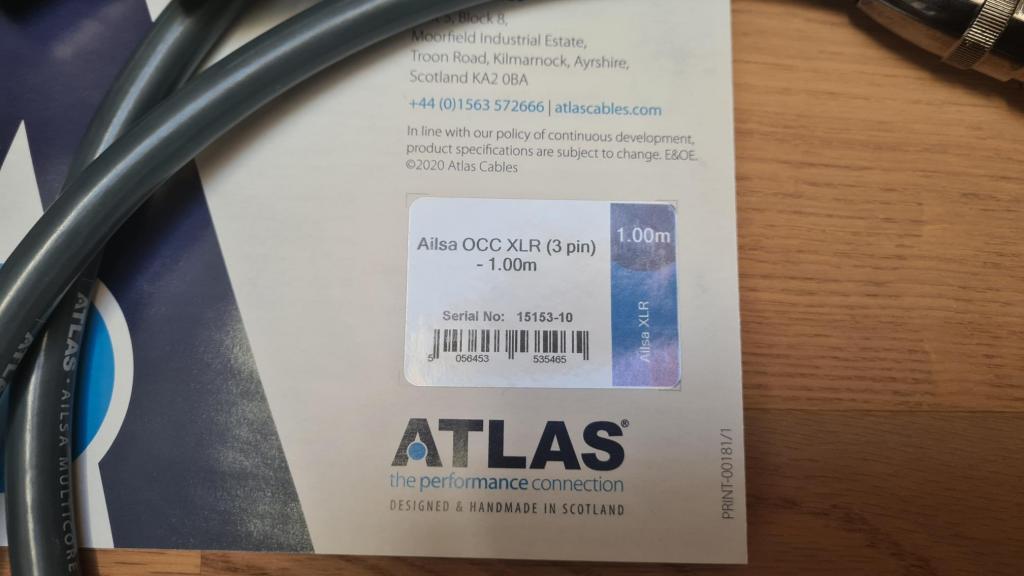 5, Block 8,
Moorfield Industrial Estate,
Troon Road, Kilmarnock, Ayrshire,
Scotland KA2 0BA
+44 (0)1563 572666 | atlascables.com
In line with our policy of continuous development,
product specifications are subject to change. E&OE.
©2020 Atlas Cables
Ailsa OCC XLR (3 pin)
- 1.00m
Serial No: 15153-10
5 056453 535465
1.00m
Ailsa XLR
ATLAS®
the performance connection
DESIGNED & HANDMADE IN SCOTLAND
PRINT-00181/1
ATLAS · AILSA MULTICORE